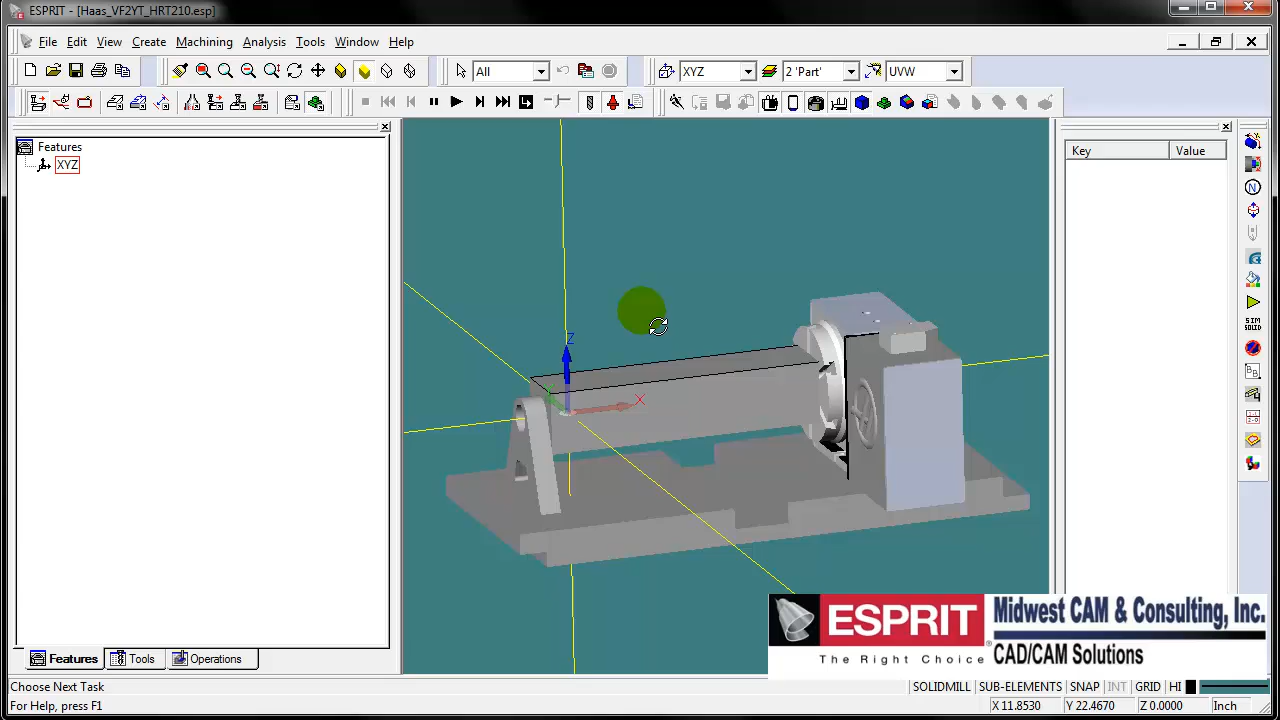 ESPRIT - [Haas_VF2YT_HRT210.esp]
File Edit View Create Machining Analysis Tools Window Help
All XYZ 2 'Part' UVW
Features
XYZ
Key Value
Z
Y
X
N
SIM
SOLID
ESPRIT
The Right Choice
Midwest CAM & Consulting, Inc.
CAD/CAM Solutions
Features Tools Operations
Choose Next Task
SOLIDMILL SUB-ELEMENTS SNAP INT GRID HI
For Help, press F1
X 11.8530 Y 22.4670 Z 0.0000 Inch